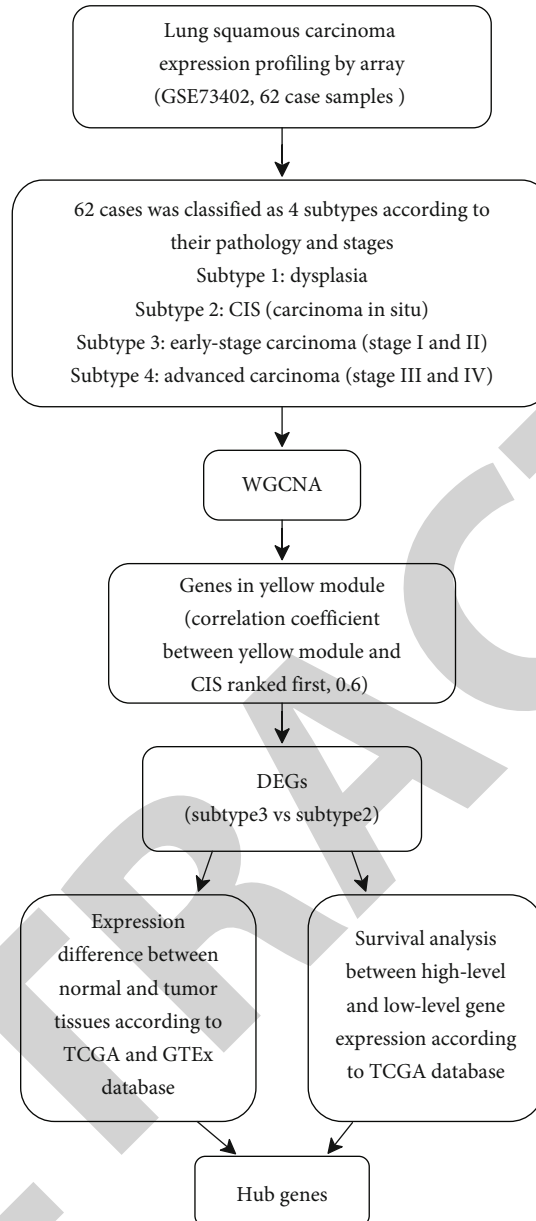 Lung squamous carcinoma
expression profiling by array
(GSE73402, 62 case samples )
62 cases was classified as 4 subtypes according to
their pathology and stages
Subtype 1: dysplasia
Subtype 2: CIS (carcinoma in situ)
Subtype 3: early-stage carcinoma (stage I and II)
Subtype 4: advanced carcinoma (stage III and IV)
WGCNA
Genes in yellow module
(correlation coefficient
between yellow module and
CIS ranked first, 0.6)
DEGs
(subtype3 vs subtype2)
Expression
difference between
normal and tumor
tissues according to
TCGA and GTEx
database
Survival analysis
between high-level
and low-level gene
expression according
to TCGA database
Hub genes